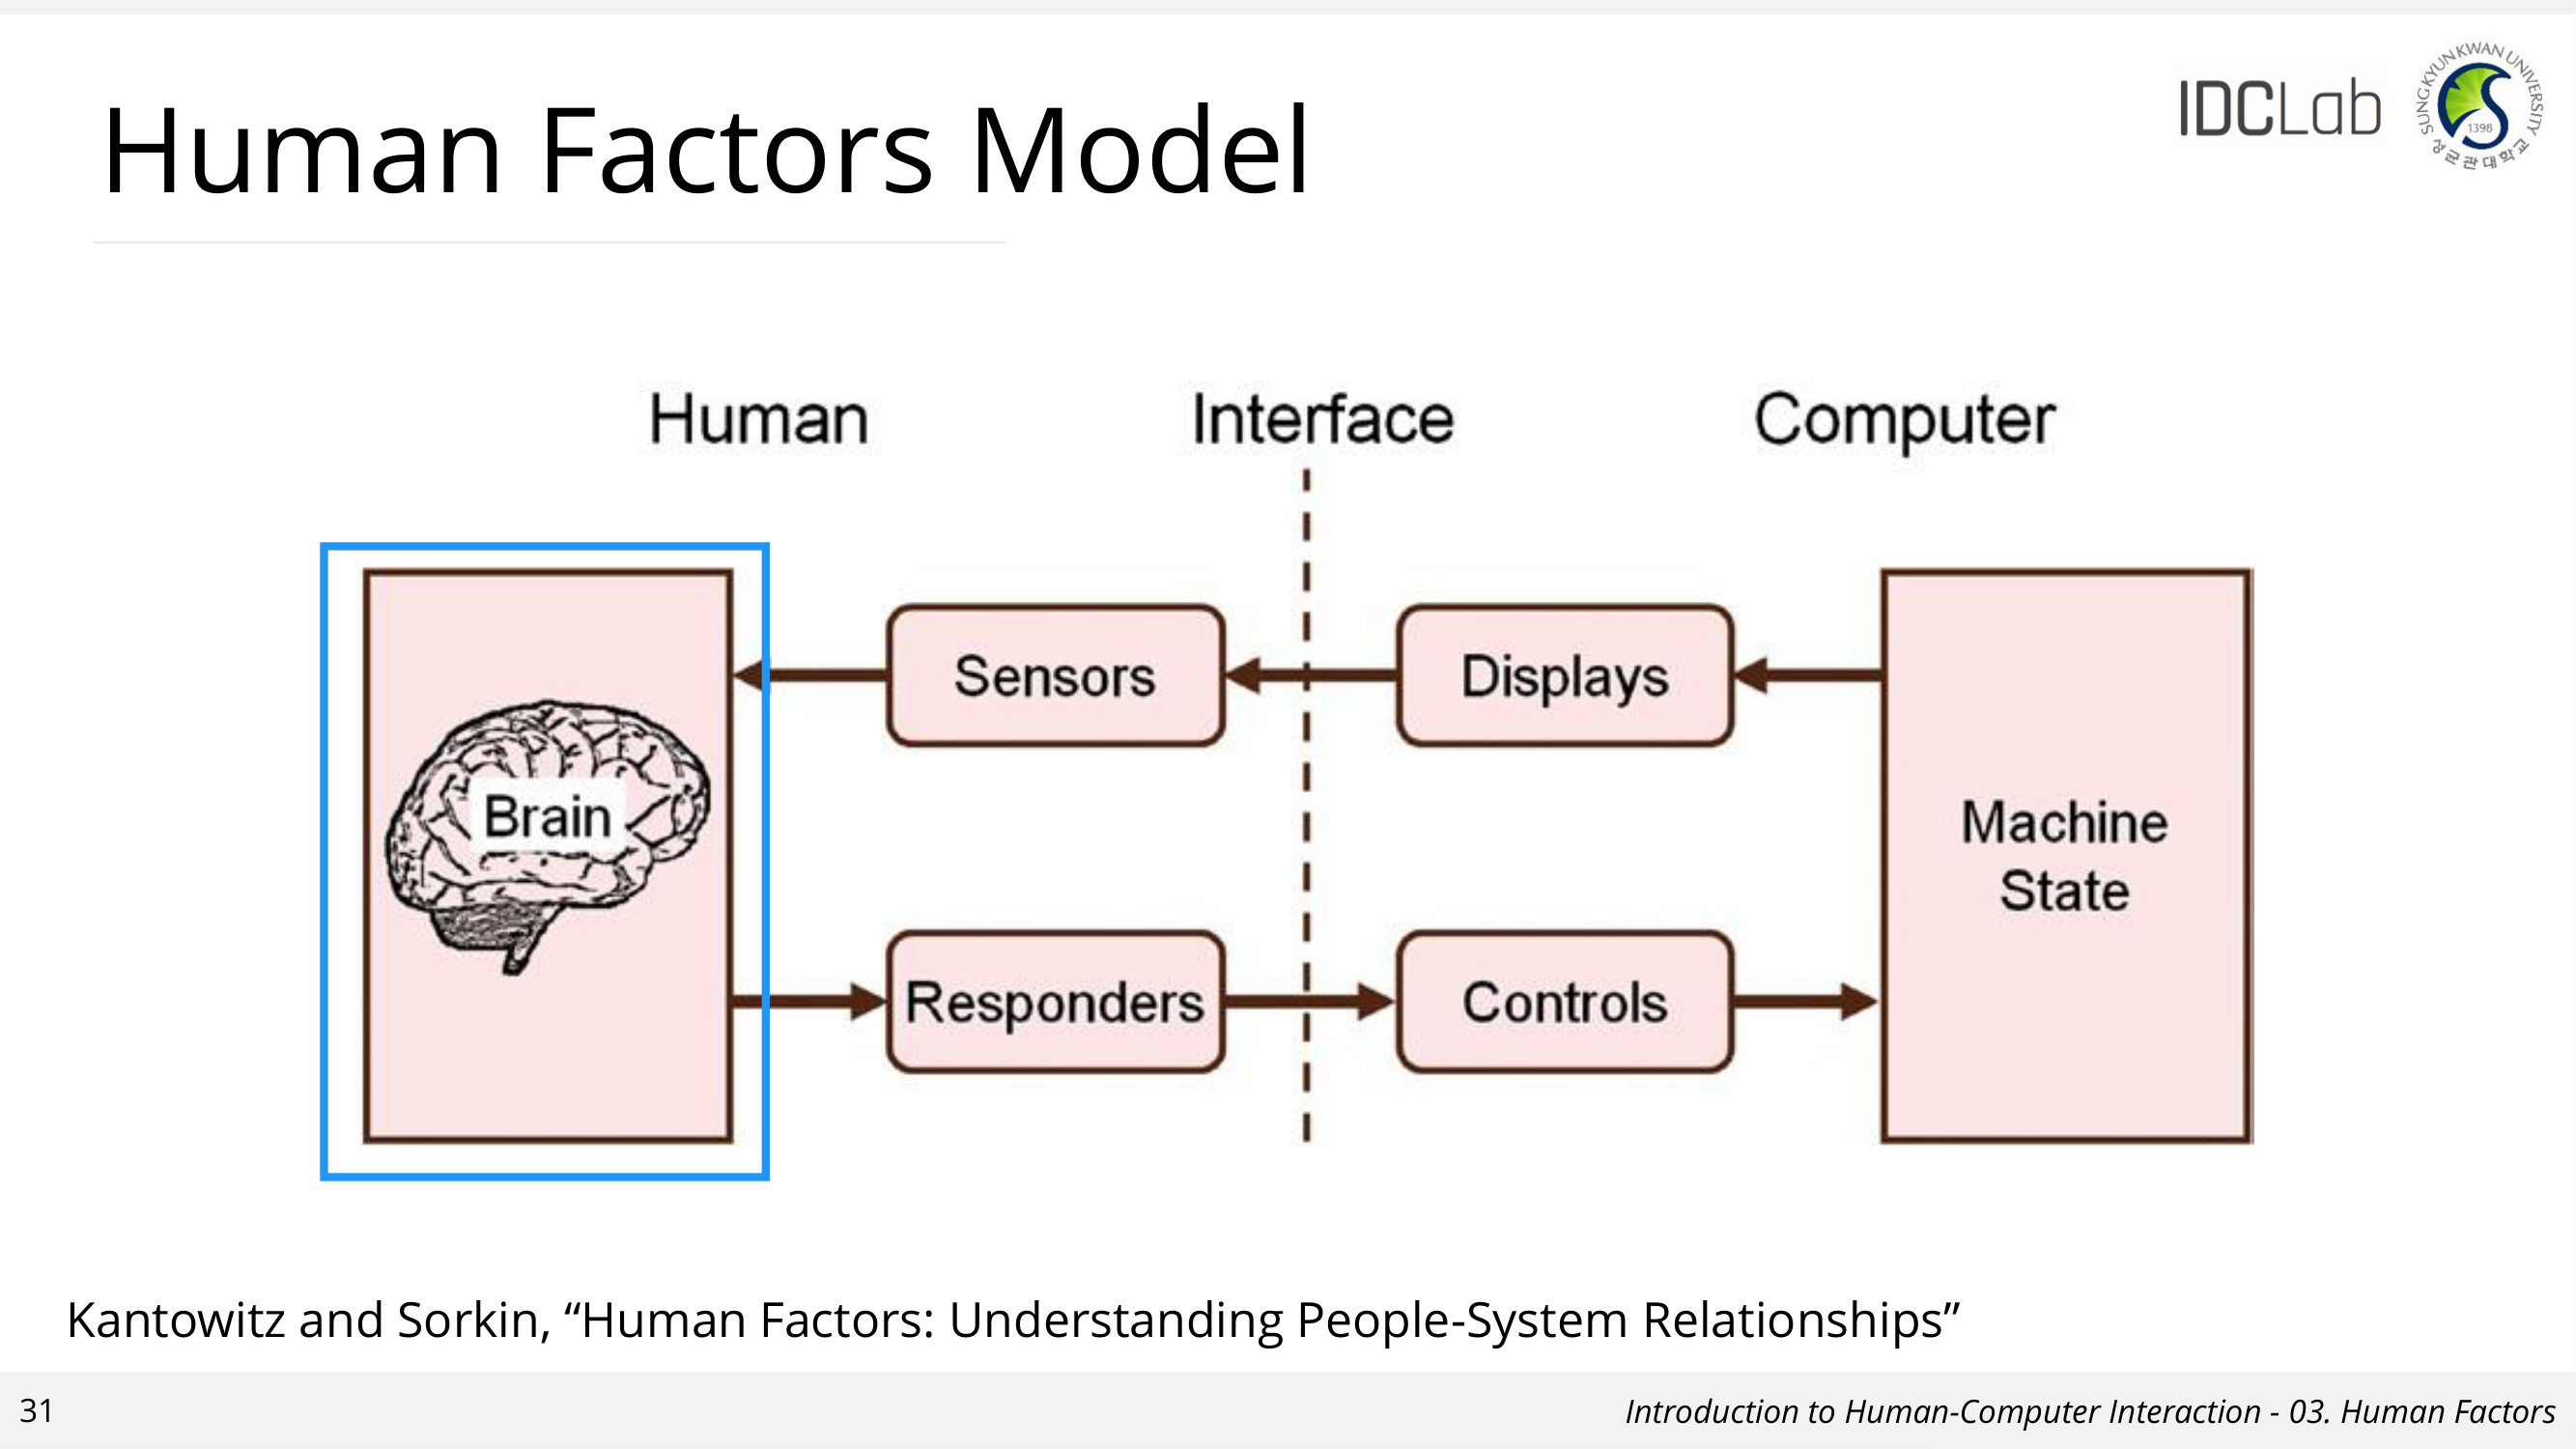 Human Factors Model
IDCLab
SUNGKYUNKWAN UNIVERSITY
1398
성균관대학교
Human
Interface
Computer
Sensors
Displays
Brain
Machine
State
Responders
Controls
Kantowitz and Sorkin, “Human Factors: Understanding People-System Relationships”
31
Introduction to Human-Computer Interaction - 03. Human Factors